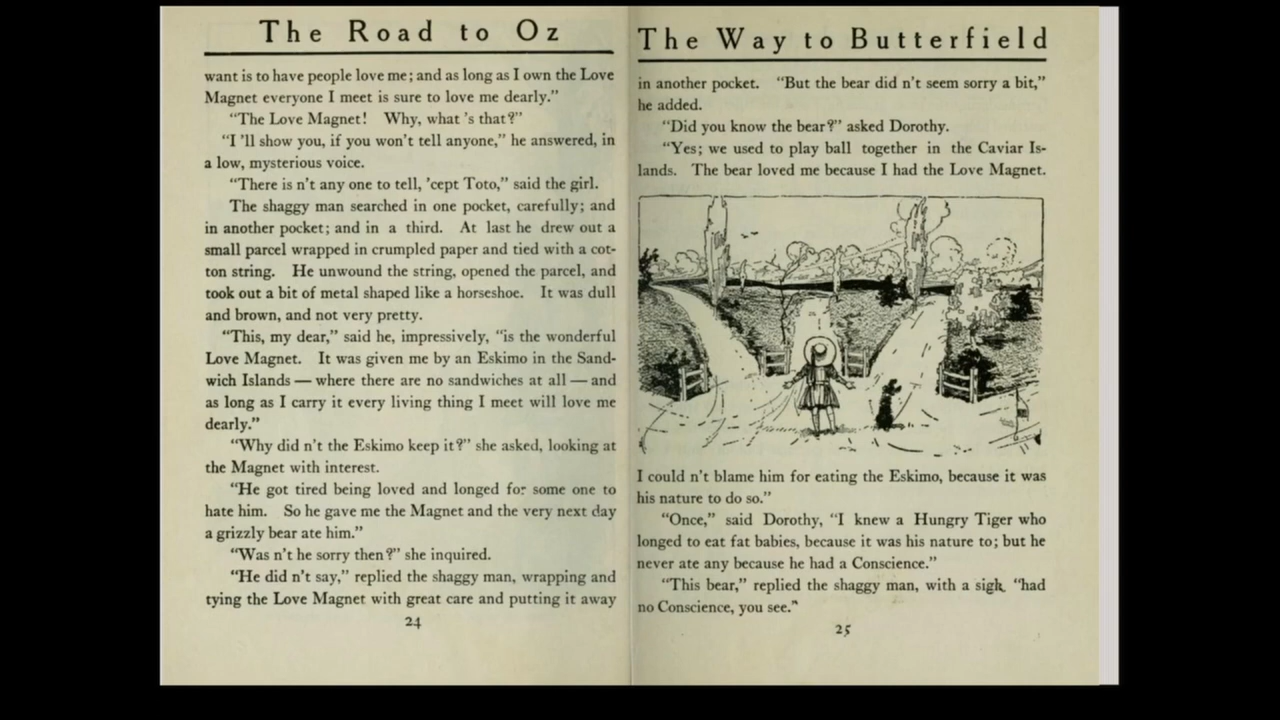 The Road to Oz
want is to have people love me; and as long as I own the Love
Magnet everyone I meet is sure to love me dearly.”
“The Love Magnet! Why, what 's that?”
“I 'll show you, if you won't tell anyone,” he answered, in
a low, mysterious voice.
“There is n't any one to tell, 'cept Toto,” said the girl.
The shaggy man searched in one pocket, carefully; and
in another pocket; and in a third. At last he drew out a
small parcel wrapped in crumpled paper and tied with a cot-
ton string. He unwound the string, opened the parcel, and
took out a bit of metal shaped like a horseshoe. It was dull
and brown, and not very pretty.
“This, my dear,” said he, impressively, “is the wonderful
Love Magnet. It was given me by an Eskimo in the Sand-
wich Islands — where there are no sandwiches at all — and
as long as I carry it every living thing I meet will love me
dearly.”
“Why did n't the Eskimo keep it?” she asked, looking at
the Magnet with interest.
“He got tired being loved and longed for some one to
hate him. So he gave me the Magnet and the very next day
a grizzly bear ate him.”
“Was n't he sorry then?” she inquired.
“He did n't say,” replied the shaggy man, wrapping and
tying the Love Magnet with great care and putting it away
24
The Way to Butterfield
in another pocket. “But the bear did n't seem sorry a bit,”
he added.
“Did you know the bear?” asked Dorothy.
“Yes; we used to play ball together in the Caviar Is-
lands. The bear loved me because I had the Love Magnet.
I could n't blame him for eating the Eskimo, because it was
his nature to do so.”
“Once,” said Dorothy, “I knew a Hungry Tiger who
longed to eat fat babies, because it was his nature to; but he
never ate any because he had a Conscience.”
“This bear,” replied the shaggy man, with a sigh, “had
no Conscience, you see.”
25